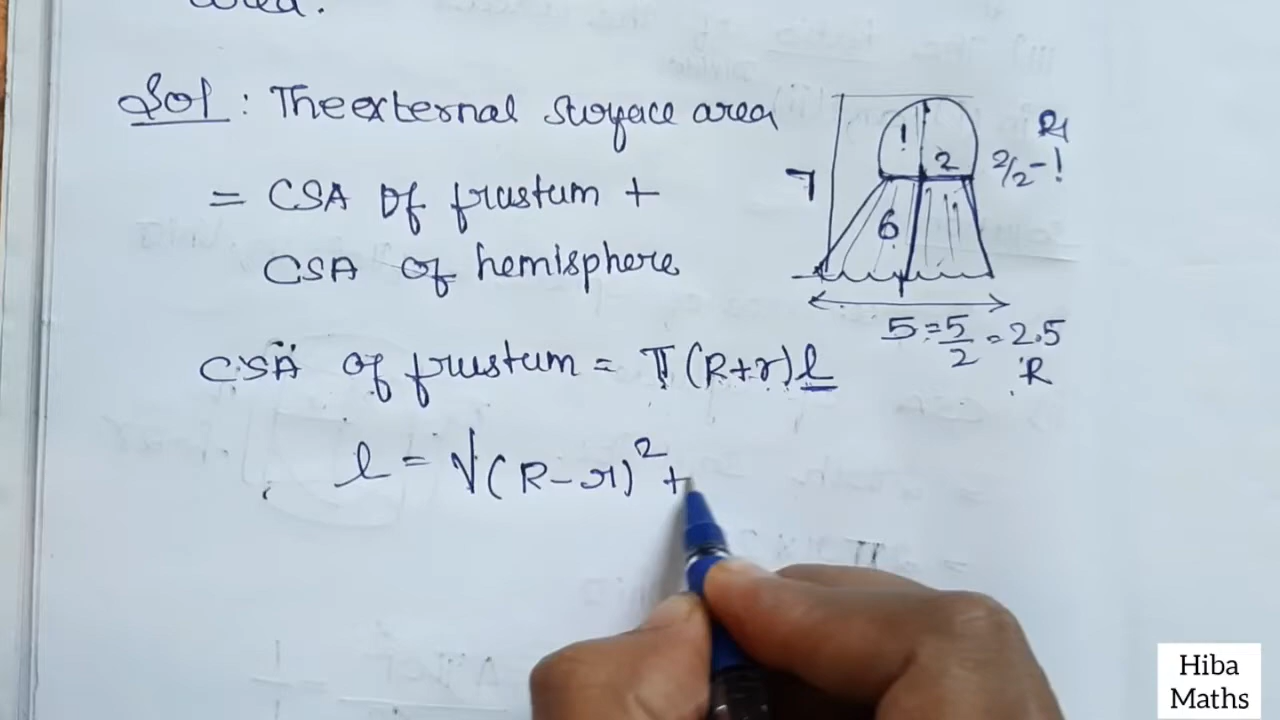 area.
Sol : The external surface area
= CSA of frustum +
CSA of hemisphere
CSA of frustum = π (R+r) l
l = √(R-r)² +
7
1
2
6
r
2/2 - 1
5 = 5/2 = 2.5
R
Hiba
Maths